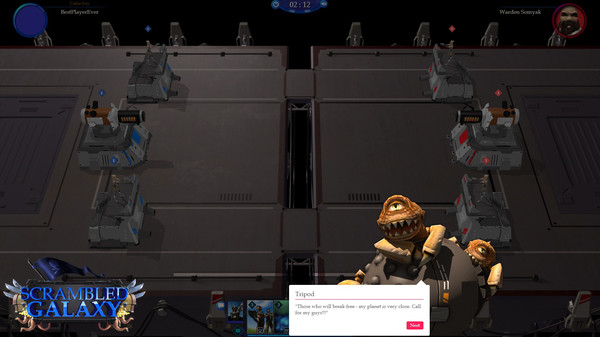 02:12
BestPlayerEver
Wardou Somyak
SCRAMBLED
GALAXY
Tripod
"Those who will break free - my planet is very close. Call
for my guys!!!"
Next